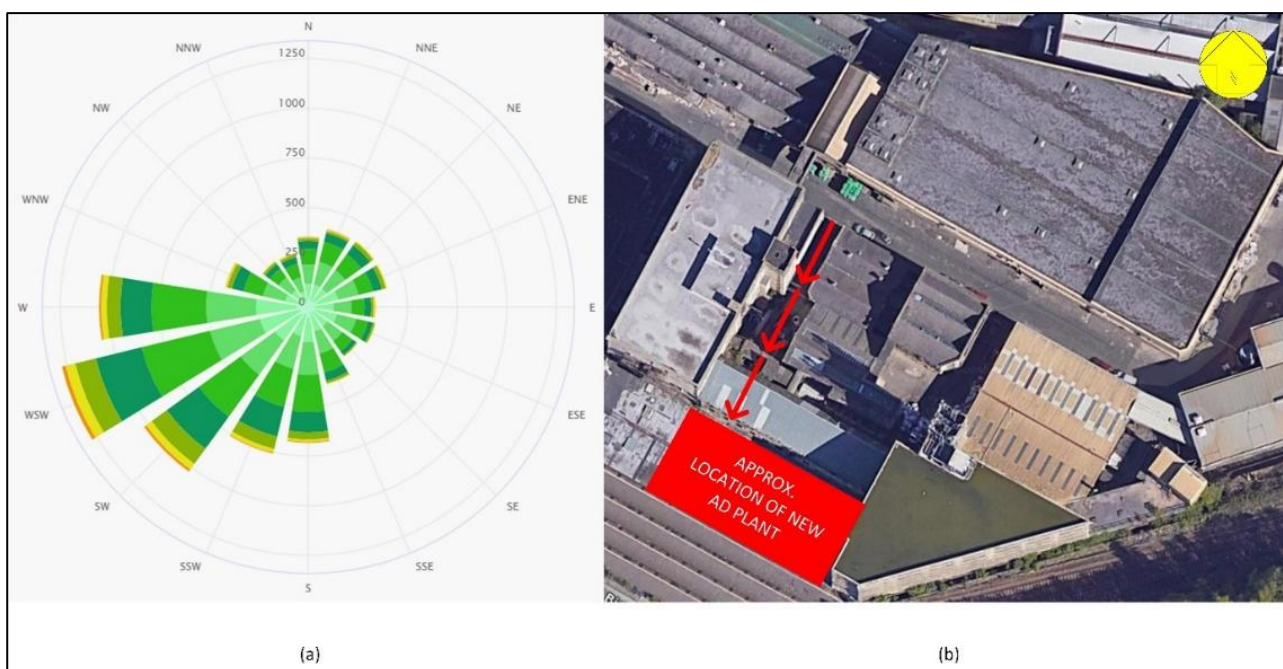 N
NNW
NNE
1250
NW
NE
1000
750
WNW
ENE
500
25
W
0
E
WSW
ESE
SW
SE
SSW
SSE
S
N
APPROX.
LOCATION OF NEW
AD PLANT
(a)
(b)